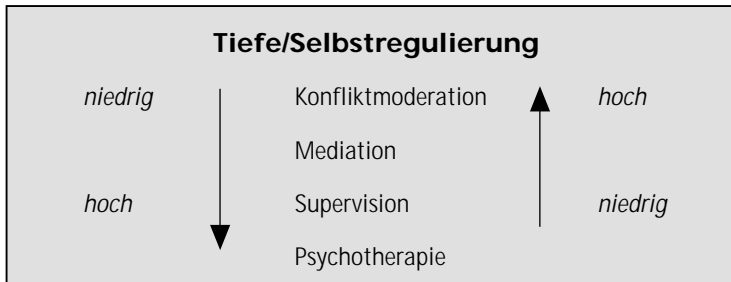 Tiefe/Selbstregulierung
niedrig Konfliktmoderation hoch
Mediation
hoch Supervision niedrig
Psychotherapie